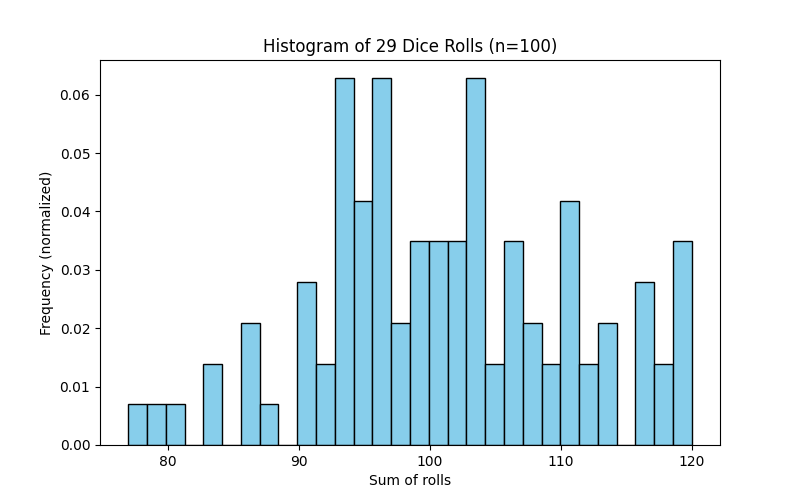 Histogram of 29 Dice Rolls (n=100)
Frequency (normalized)
0.06
0.05
0.04
0.03
0.02
0.01
0.00
80 90 100 110 120
Sum of rolls